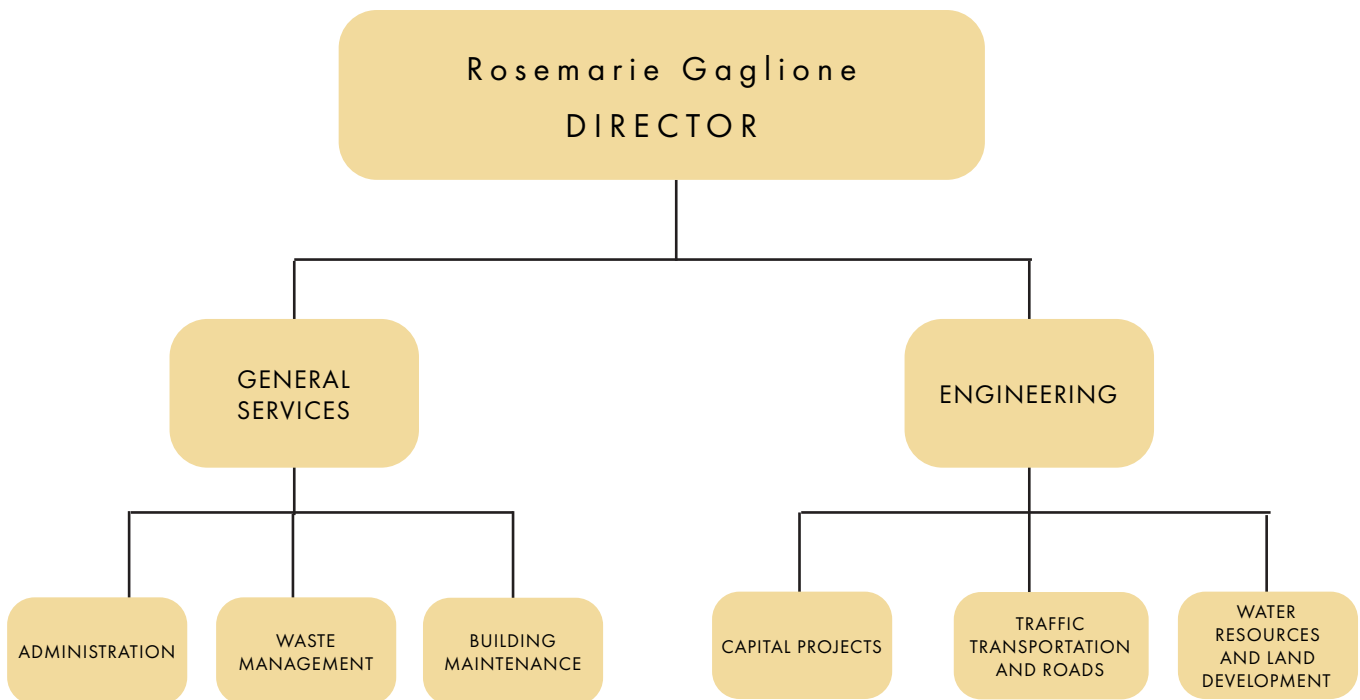 Rosemarie Gaglione
DIRECTOR
GENERAL
SERVICES
ENGINEERING
ADMINISTRATION
WASTE
MANAGEMENT
BUILDING
MAINTENANCE
CAPITAL PROJECTS
TRAFFIC
TRANSPORTATION
AND ROADS
WATER
RESOURCES
AND LAND
DEVELOPMENT